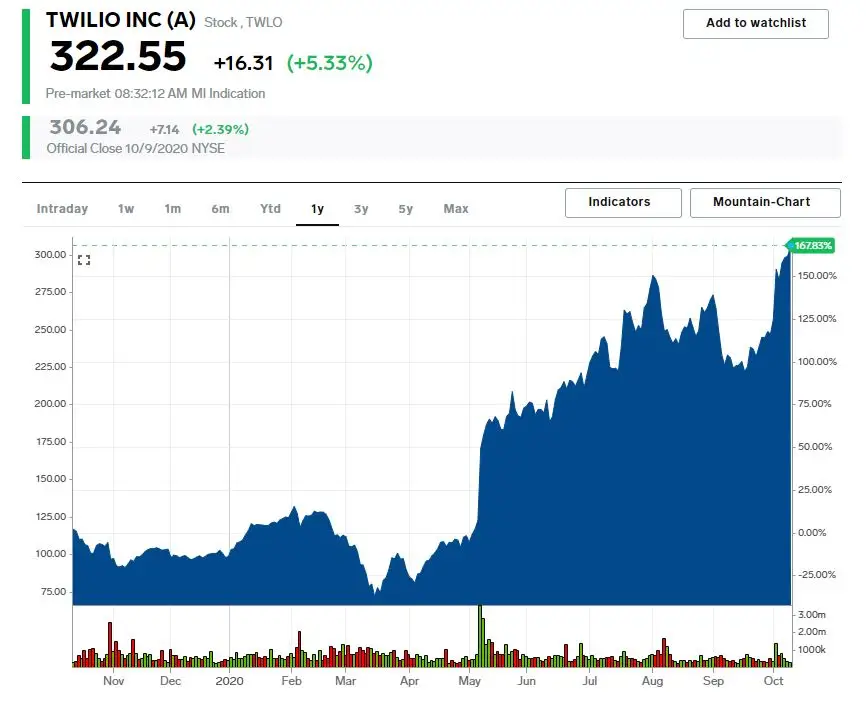 TWILIO INC (A) Stock , TWLO
Add to watchlist
322.55 +16.31 (+5.33%)
Pre-market 08:32:12 AM MI Indication
306.24 +7.14 (+2.39%)
Official Close 10/9/2020 NYSE
Intraday 1w 1m 6m Ytd 1y 3y 5y Max
Indicators Mountain-Chart
167.83%
300.00
275.00
250.00
225.00
200.00
175.00
150.00
125.00
100.00
75.00
150.00%
125.00%
100.00%
75.00%
50.00%
25.00%
0.00%
-25.00%
3.00m
2.00m
1000k
Nov Dec 2020 Feb Mar Apr May Jun Jul Aug Sep Oct